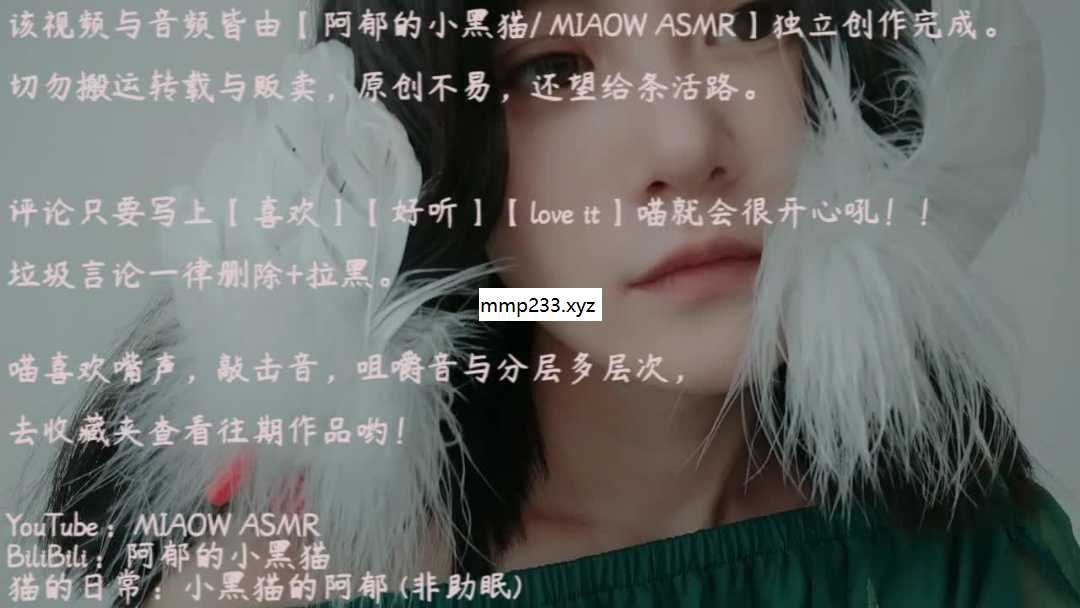 该视频与音频皆由【阿郁的小黑猫/ MIAOW ASMR】独立创作完成。
切勿搬运转载与贩卖，原创不易，还望给条活路。
评论只要写上【喜欢】【好听】【love it】喵就会很开心吼！！
垃圾言论一律删除+拉黑。
mmp233.xyz
喵喜欢嘴声，敲击音，咀嚼音与分层多层次，
去收藏夹查看往期作品哟！
YouTube：MIAOW ASMR
BiliBili：阿郁的小黑猫
猫的日常：小黑猫的阿郁(非助眠)